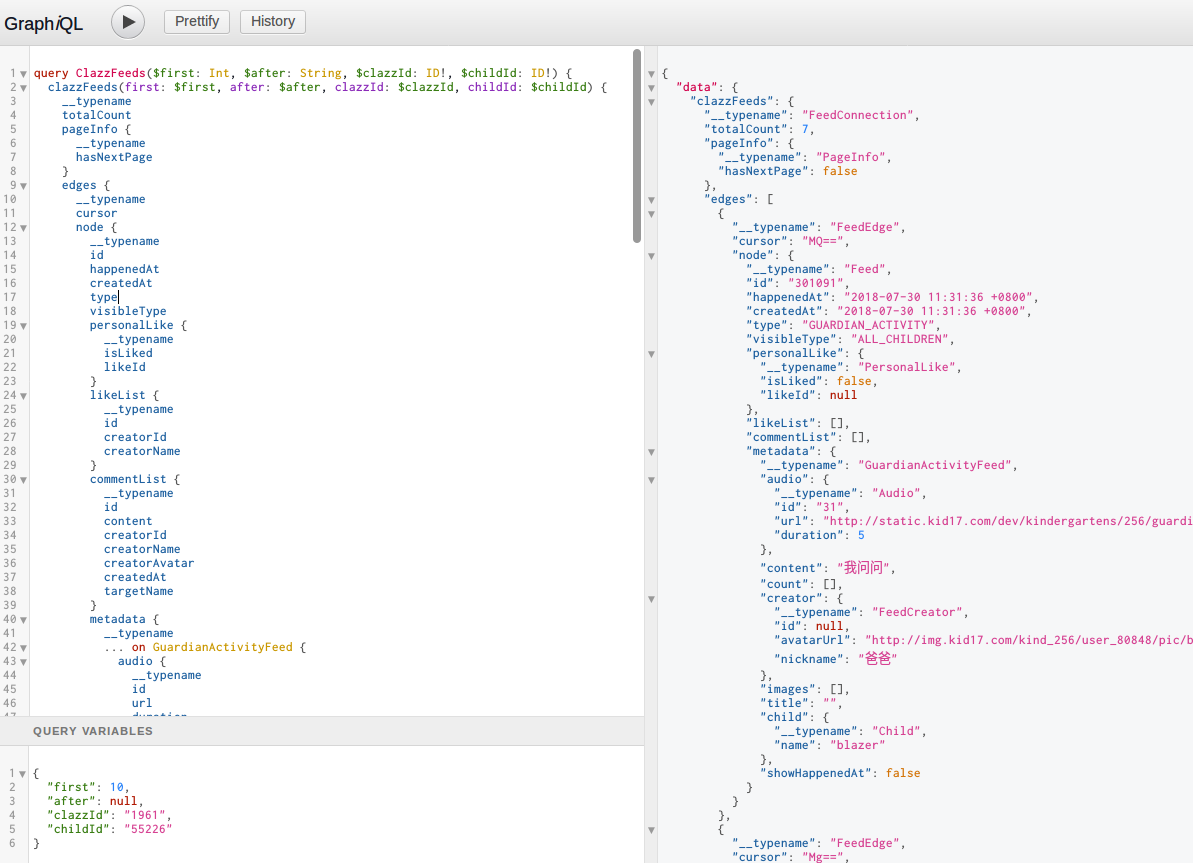 GraphiQL
Prettify
History
1 query ClazzFeeds($first: Int, $after: String, $clazzId: ID!, $childId: ID!) {
2 clazzFeeds(first: $first, after: $after, clazzId: $clazzId, childId: $childId) {
3 __typename
4 totalCount
5 pageInfo {
6 __typename
7 hasNextPage
8 }
9 edges {
10 __typename
11 cursor
12 node {
13 __typename
14 id
15 happenedAt
16 createdAt
17 type
18 visibleType
19 personalLike {
20 __typename
21 isLiked
22 likeId
23 }
24 likeList {
25 __typename
26 id
27 creatorId
28 creatorName
29 }
30 commentList {
31 __typename
32 id
33 content
34 creatorId
35 creatorName
36 creatorAvatar
37 createdAt
38 targetName
39 }
40 metadata {
41 __typename
42 ... on GuardianActivityFeed {
43 audio {
44 __typename
45 id
46 url
47 duration
QUERY VARIABLES
1 {
2 "first": 10,
3 "after": null,
4 "clazzId": "1961",
5 "childId": "55226"
6 }
{
"data": {
"clazzFeeds": {
"__typename": "FeedConnection",
"totalCount": 7,
"pageInfo": {
"__typename": "PageInfo",
"hasNextPage": false
},
"edges": [
{
"__typename": "FeedEdge",
"cursor": "MQ==",
"node": {
"__typename": "Feed",
"id": "301091",
"happenedAt": "2018-07-30 11:31:36 +0800",
"createdAt": "2018-07-30 11:31:36 +0800",
"type": "GUARDIAN_ACTIVITY",
"visibleType": "ALL_CHILDREN",
"personalLike": {
"__typename": "PersonalLike",
"isLiked": false,
"likeId": null
},
"likeList": [],
"commentList": [],
"metadata": {
"__typename": "GuardianActivityFeed",
"audio": {
"__typename": "Audio",
"id": "31",
"url": "http://static.kid17.com/dev/kindergartens/256/guardi
"duration": 5
},
"content": "我问问",
"count": [],
"creator": {
"__typename": "FeedCreator",
"id": null,
"avatarUrl": "http://img.kid17.com/kind_256/user_80848/pic/b
"nickname": "爸爸"
},
"images": [],
"title": "",
"child": {
"__typename": "Child",
"name": "blazer"
},
"showHappenedAt": false
}
}
},
{
"__typename": "FeedEdge",
"cursor": "Mg==",